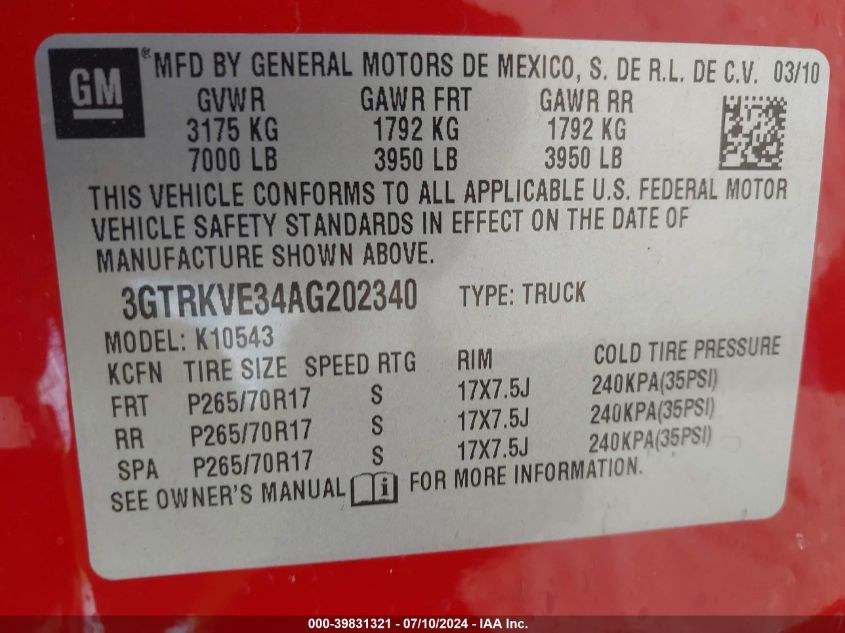 GM ® MFD BY GENERAL MOTORS DE MEXICO, S. DE R.L. DE C.V. 03/10
GVWR GAWR FRT GAWR RR
3175 KG 1792 KG 1792 KG
7000 LB 3950 LB 3950 LB
THIS VEHICLE CONFORMS TO ALL APPLICABLE U.S. FEDERAL MOTOR
VEHICLE SAFETY STANDARDS IN EFFECT ON THE DATE OF
MANUFACTURE SHOWN ABOVE.
3GTRKVE34AG202340 TYPE: TRUCK
MODEL: K10543
KCFN TIRE SIZE SPEED RTG RIM COLD TIRE PRESSURE
FRT P265/70R17 S 17X7.5J 240KPA(35PSI)
RR P265/70R17 S 17X7.5J 240KPA(35PSI)
SPA P265/70R17 S 17X7.5J 240KPA(35PSI)
SEE OWNER'S MANUAL i FOR MORE INFORMATION.
000-39831321 - 07/10/2024 - IAA Inc.